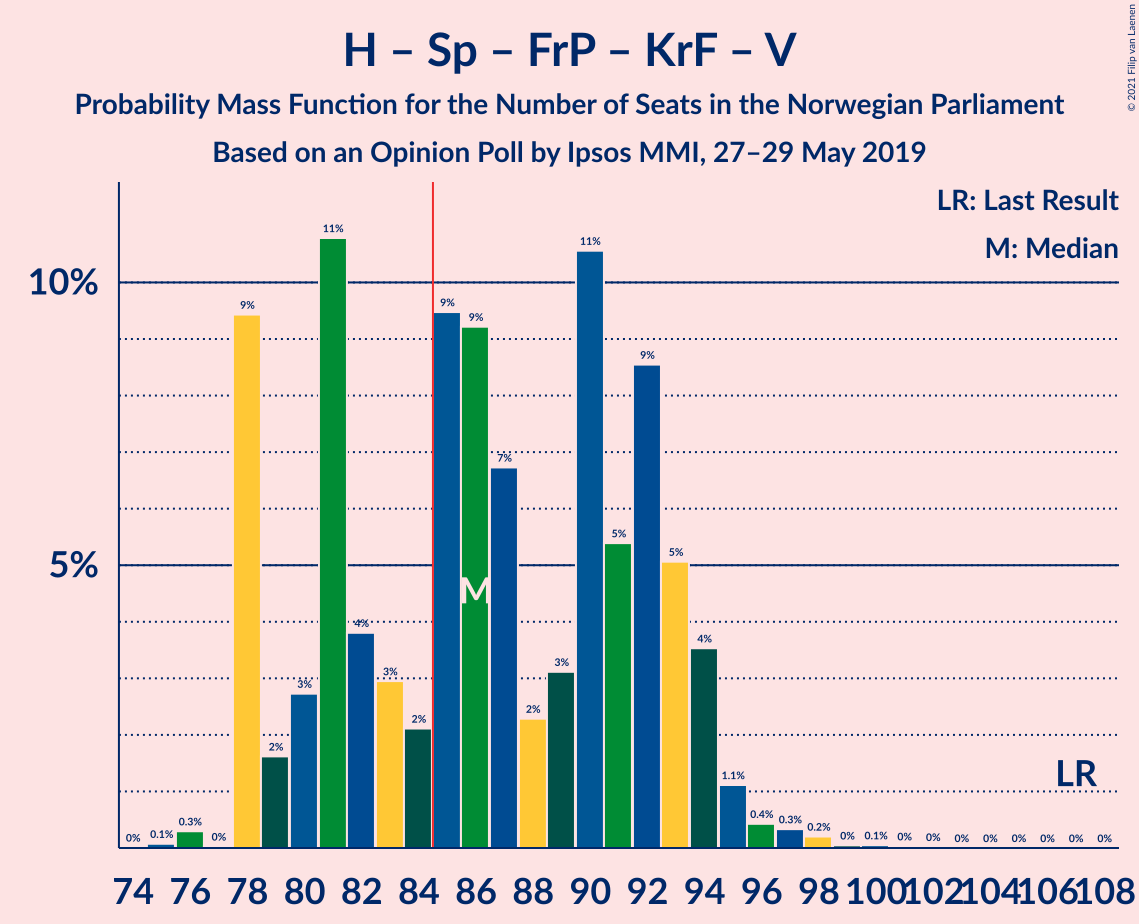 H – Sp – FrP – KrF – V
Probability Mass Function for the Number of Seats in the Norwegian Parliament
Based on an Opinion Poll by Ipsos MMI, 27–29 May 2019
© 2021 Filip van Laenen
LR: Last Result
M: Median
10%
5%
0% 0.1% 0.3% 0% 9% 2% 3% 11% 4% 3% 2% 9% 9% 7% 2% 3% 11% 5% 9% 5% 4% 1.1% 0.4% 0.3% 0.2% 0% 0.1% 0% 0% 0% 0% 0% 0% 0% 0%
M
LR
74 76 78 80 82 84 86 88 90 92 94 96 98 100 102 104 106 108